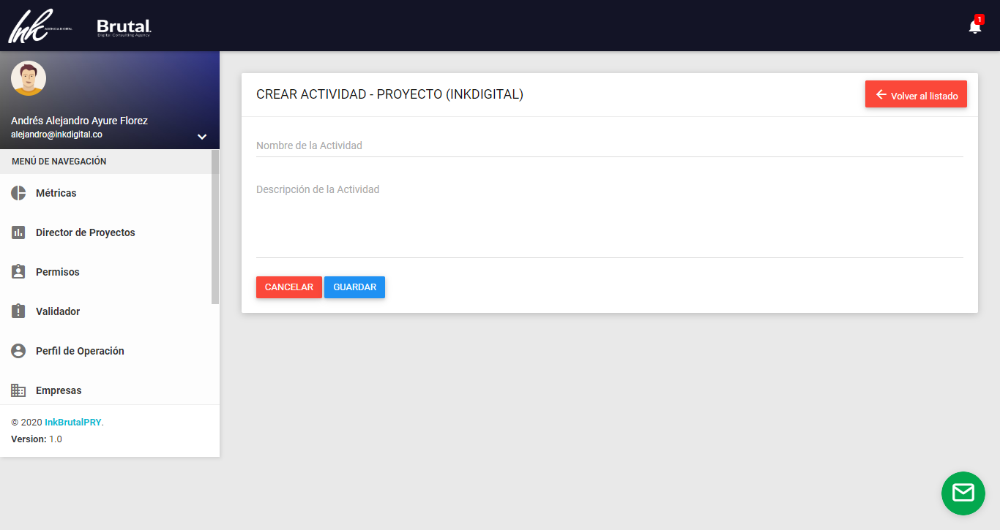 Ink AGENCIA DIGITAL
Brutal.
Digital Consulting Agency
1
Andrés Alejandro Ayure Florez
alejandro@inkdigital.co
MENÚ DE NAVEGACIÓN
Métricas
Director de Proyectos
Permisos
Validador
Perfil de Operación
Empresas
© 2020 InkBrutalPRY.
Version: 1.0
CREAR ACTIVIDAD - PROYECTO (INKDIGITAL)
Volver al listado
Nombre de la Actividad
Descripción de la Actividad
CANCELAR GUARDAR